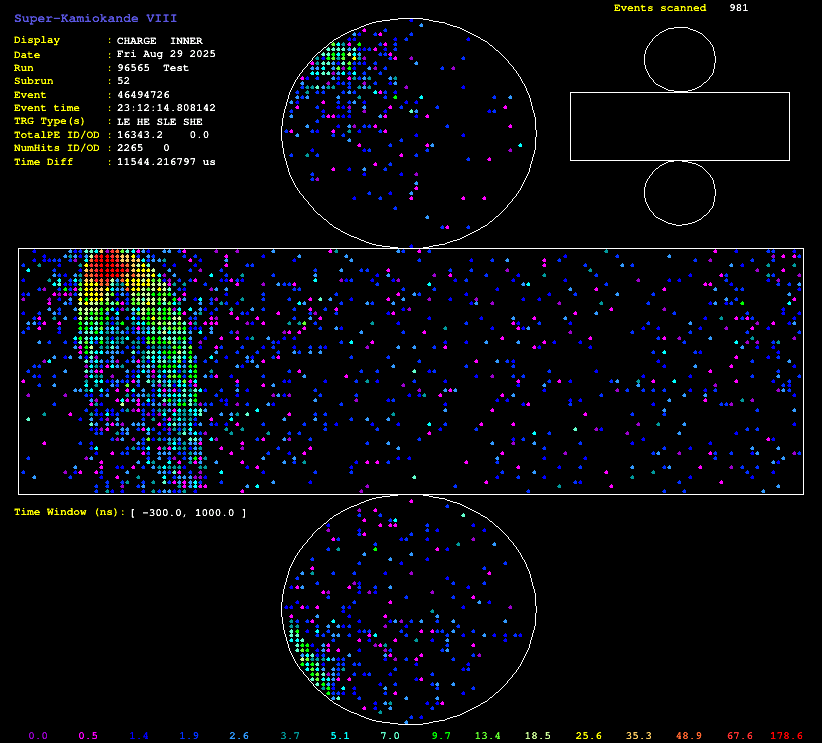 Super-Kamiokande VIII
Events scanned 981
Display : CHARGE INNER
Date : Fri Aug 29 2025
Run : 96565 Test
Subrun : 52
Event : 46494726
Event time : 23:12:14.808142
TRG Type(s) : LE HE SLE SHE
TotalPE ID/OD : 16343.2 0.0
NumHits ID/OD : 2265 0
Time Diff : 11544.216797 us
Time Window (ns): [ -300.0, 1000.0 ]
0.0 0.5 1.4 1.9 2.6 3.7 5.1 7.0 9.7 13.4 18.5 25.6 35.3 48.9 67.6 178.6